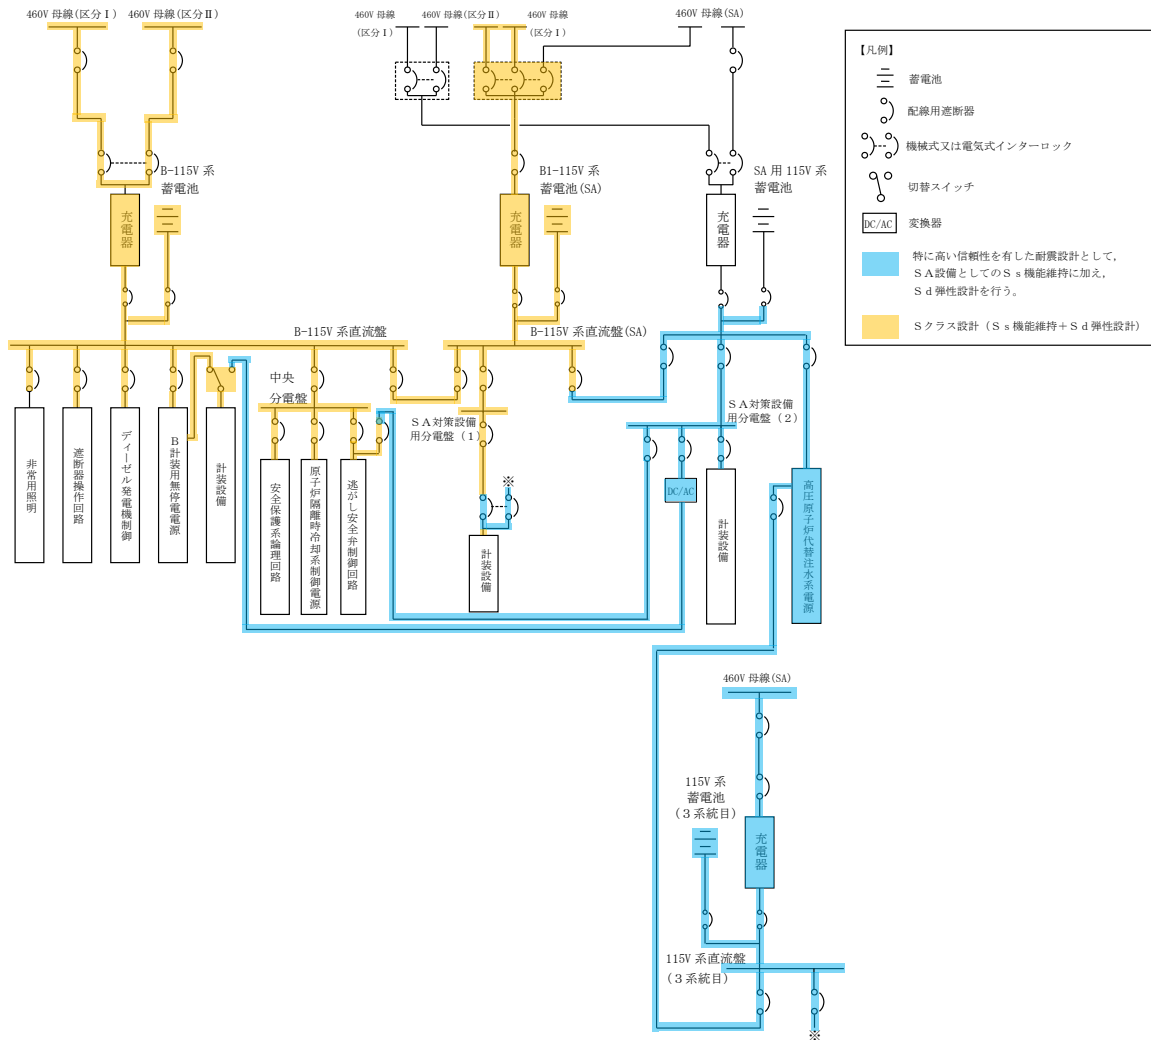 460V 母線(区分Ⅰ)
460V 母線(区分Ⅱ)
460V 母線
(区分Ⅰ)
460V 母線(区分Ⅱ)
460V 母線
(区分Ⅰ)
460V 母線(SA)
B-115V 系
蓄電池
充電器
B1-115V 系
蓄電池(SA)
充電器
SA 用 115V 系
蓄電池
充電器
B-115V 系直流盤
B-115V 系直流盤(SA)
中央
分電盤
SA対策設備
用分電盤(1)
SA対策設備
用分電盤(2)
非常用照明
遮断器操作回路
ディーゼル発電機制御
B計装用無停電電源
計装設備
安全保護系論理回路
原子炉隔離時冷却系制御電源
逃がし安全弁制御回路
※
計装設備
DC/AC
計装設備
高圧原子炉代替注水系電源
460V 母線(SA)
115V 系
蓄電池
(3系統目)
充電器
115V 系直流盤
(3系統目)
※
【凡例】
蓄電池
配線用遮断器
機械式又は電気式インターロック
切替スイッチ
DC/AC
変換器
特に高い信頼性を有した耐震設計として,
SA設備としてのSs機能維持に加え,
Sd弾性設計を行う。
Sクラス設計(Ss機能維持+Sd弾性設計)